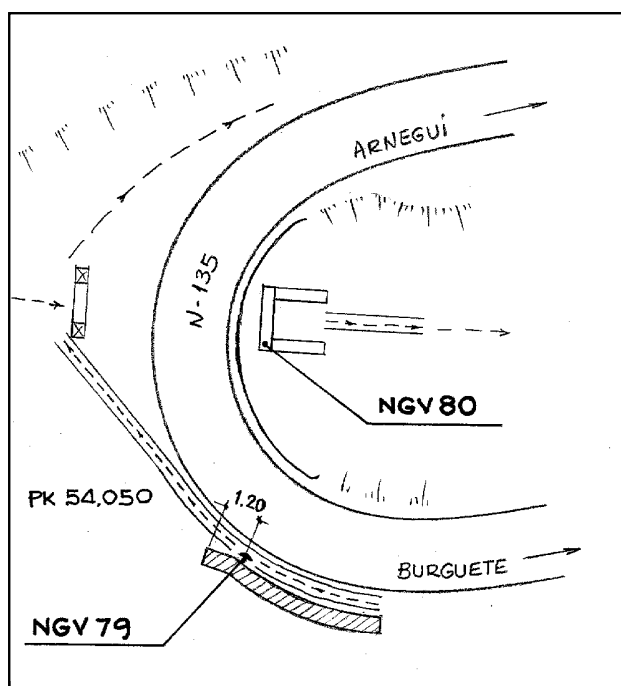 ARNEGUI
N-135
NGV 80
PK 54,050
1,20
BURGUETE
NGV 79